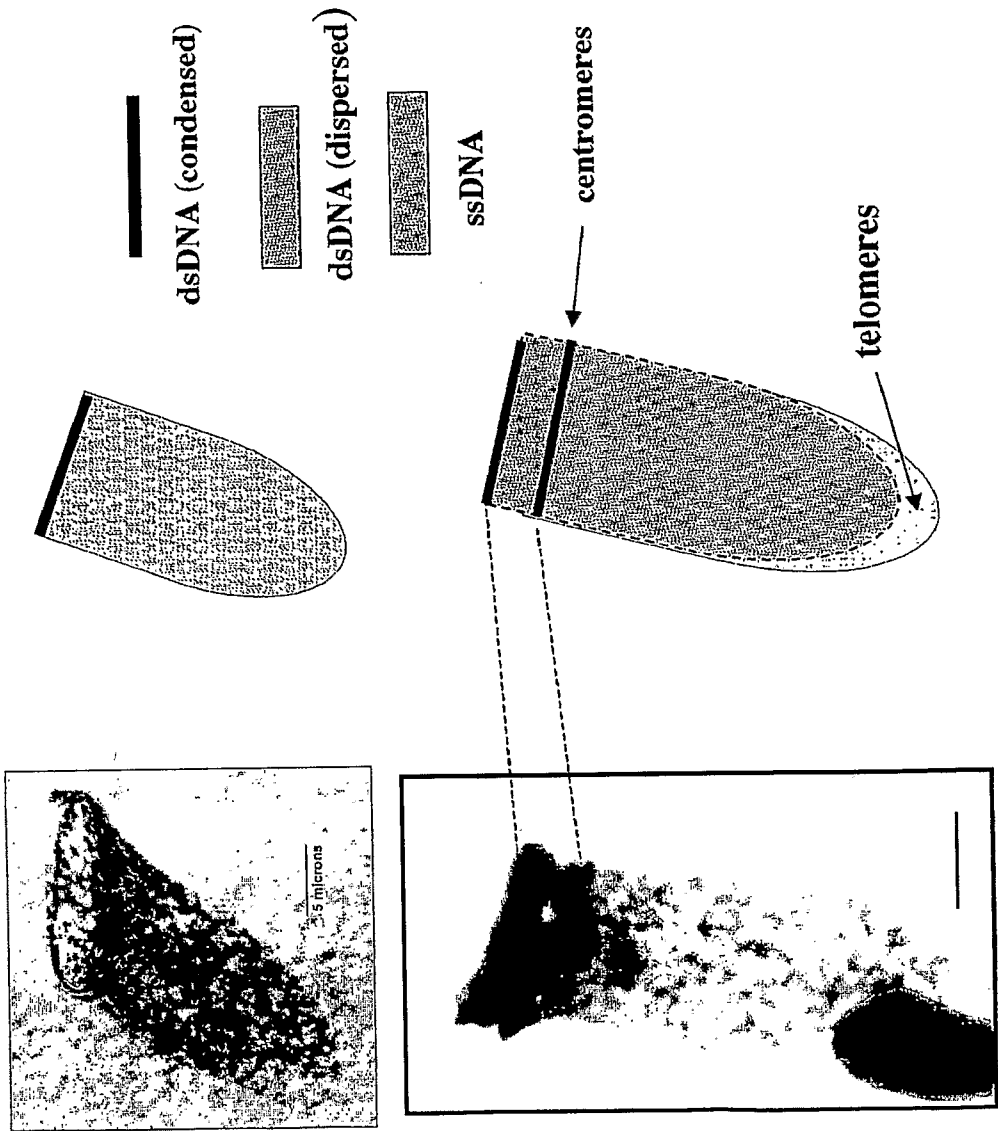 dsDNA (condensed)
dsDNA (dispersed)
ssDNA
centromeres
telomeres
5 microns